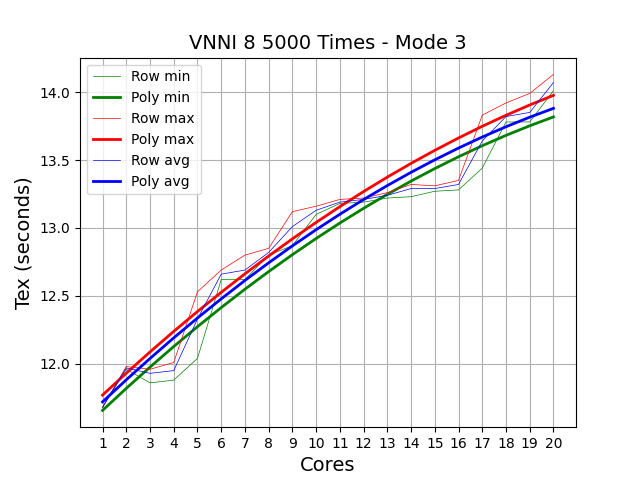 VNNI 8 5000 Times - Mode 3
Row min
Poly min
Row max
Poly max
Row avg
Poly avg
14.0
13.5
13.0
12.5
12.0
Tex (seconds)
1 2 3 4 5 6 7 8 9 10 11 12 13 14 15 16 17 18 19 20
Cores